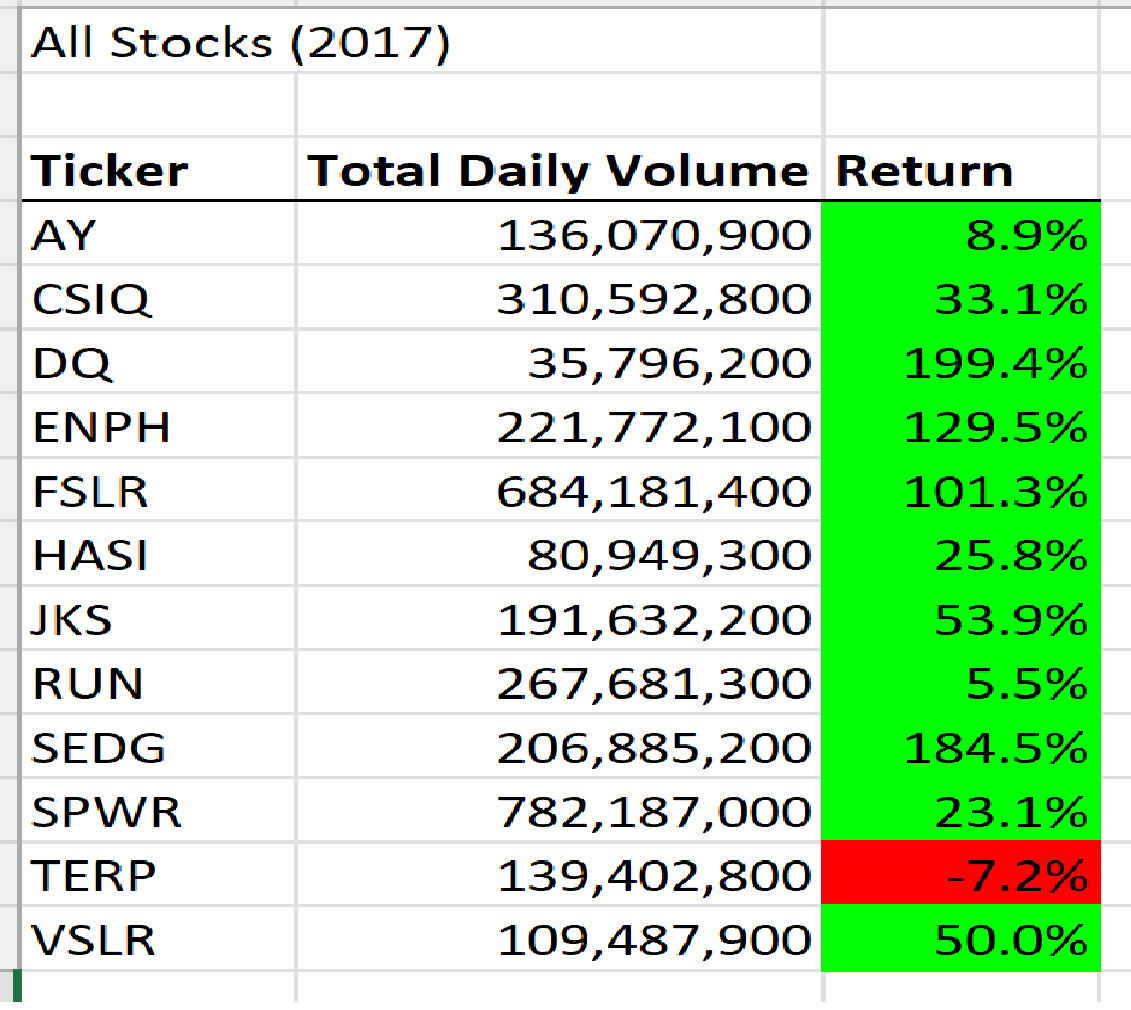 All Stocks (2017)
Ticker Total Daily Volume Return
AY 136,070,900 8.9%
CSIQ 310,592,800 33.1%
DQ 35,796,200 199.4%
ENPH 221,772,100 129.5%
FSLR 684,181,400 101.3%
HASI 80,949,300 25.8%
JKS 191,632,200 53.9%
RUN 267,681,300 5.5%
SEDG 206,885,200 184.5%
SPWR 782,187,000 23.1%
TERP 139,402,800 -7.2%
VSLR 109,487,900 50.0%